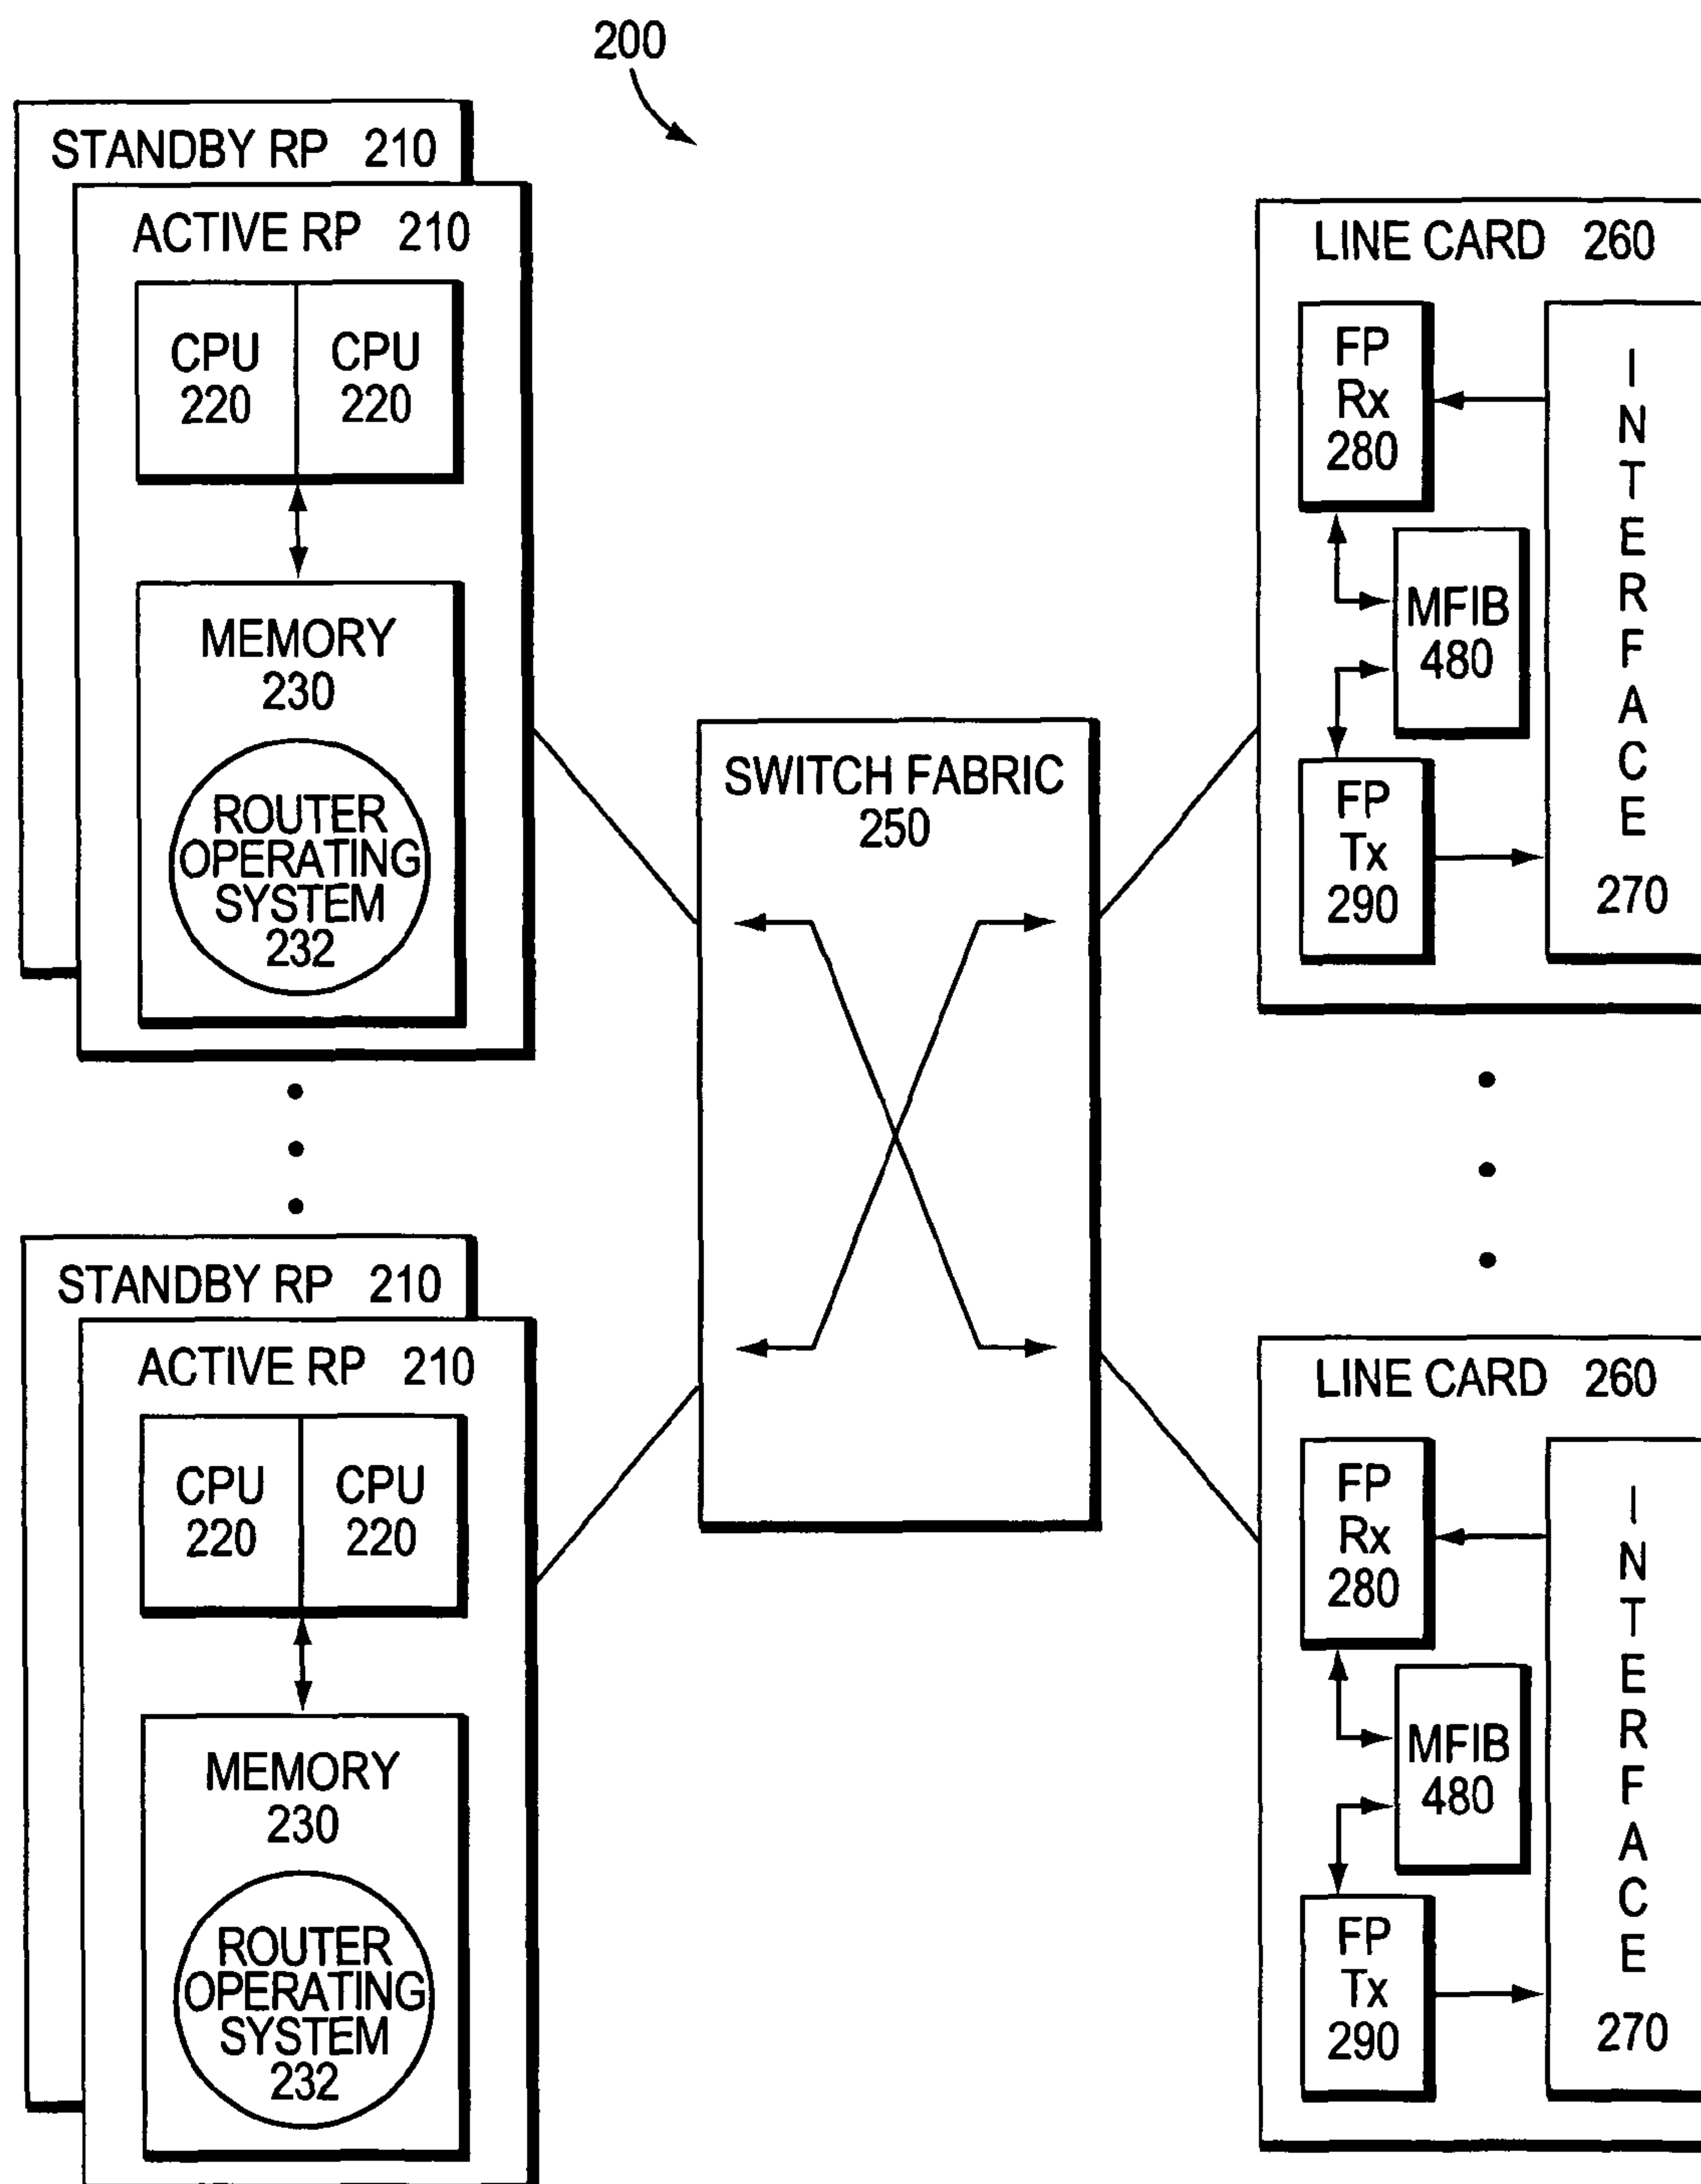 200
STANDBY RP 210
ACTIVE RP 210
CPU 220
CPU 220
MEMORY
230
ROUTER
OPERATING
SYSTEM
232
STANDBY RP 210
ACTIVE RP 210
CPU 220
CPU 220
MEMORY
230
ROUTER
OPERATING
SYSTEM
232
SWITCH FABRIC
250
LINE CARD 260
FP
Rx
280
MFIB
480
FP
Tx
290
INTERFACE
270
LINE CARD 260
FP
Rx
280
MFIB
480
FP
Tx
290
INTERFACE
270